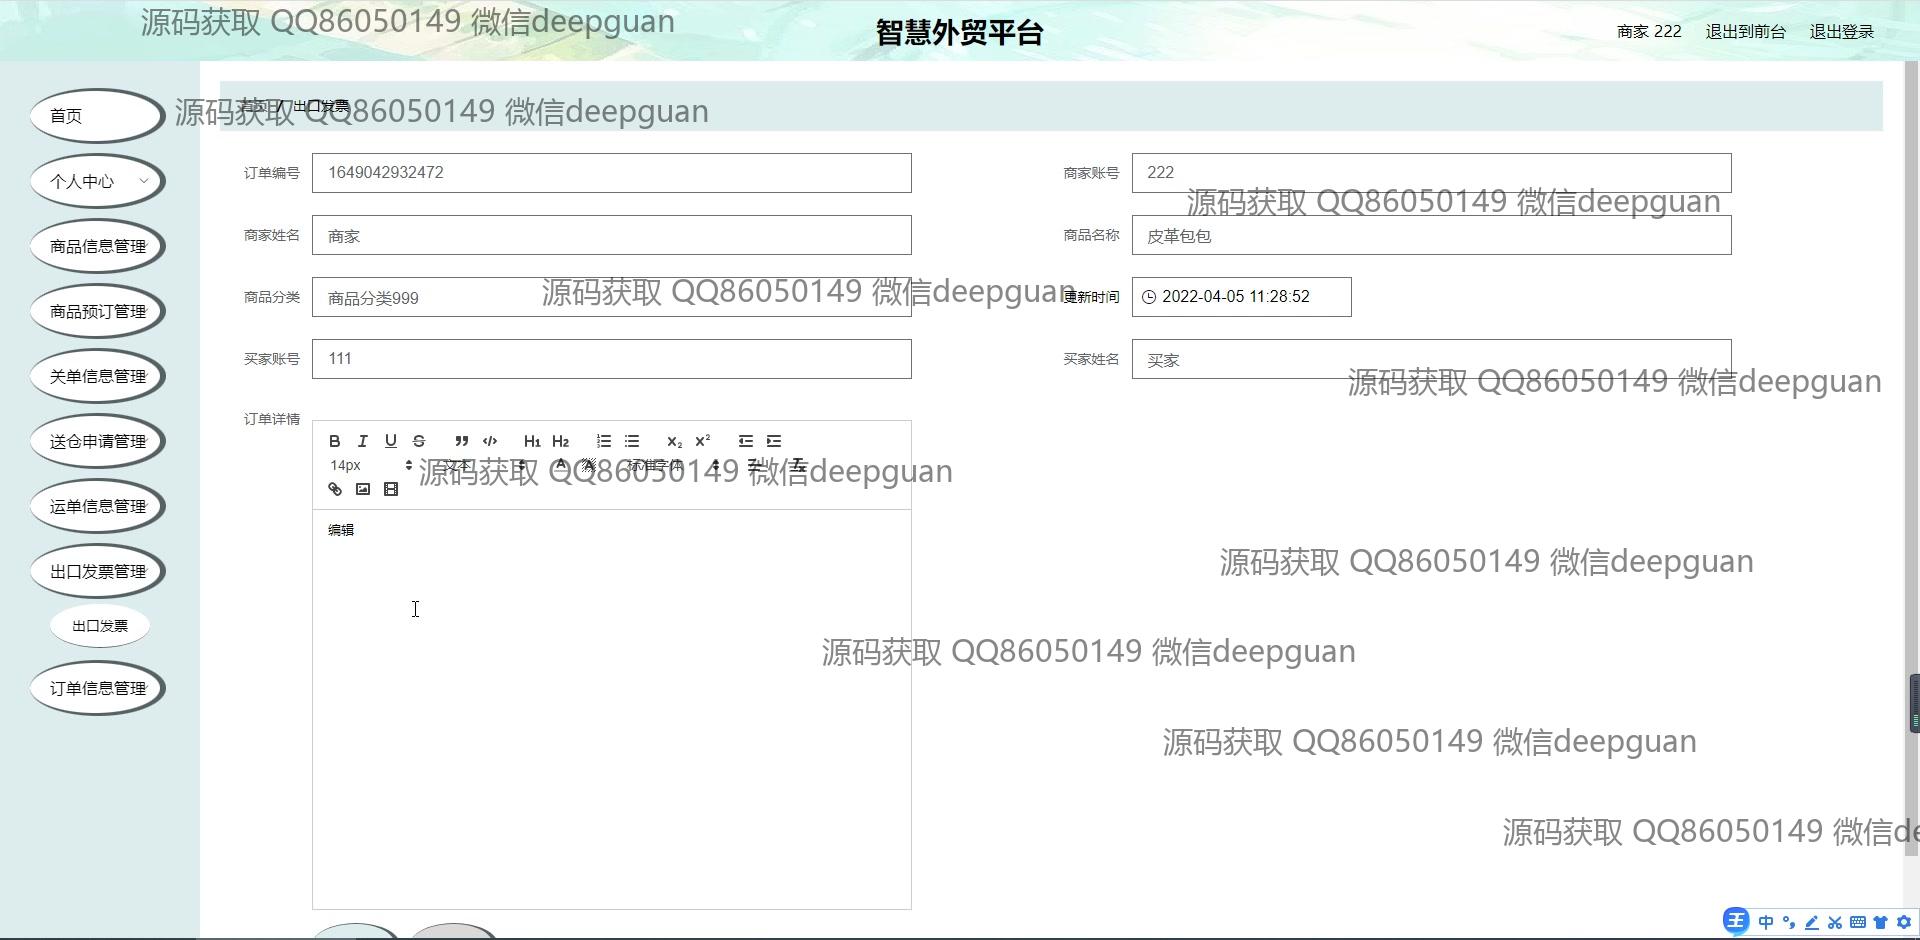 源码获取 QQ86050149 微信deepguan
智慧外贸平台
商家 222 退出到前台 退出登录
首页 / 出口发票
源码获取 QQ86050149 微信deepguan
首页
个人中心
商品信息管理
商品预订管理
关单信息管理
送仓申请管理
运单信息管理
出口发票管理
出口发票
订单信息管理
订单编号 1649042932472
商家账号 222
源码获取 QQ86050149 微信deepguan
商家姓名 商家
商品名称 皮革包包
商品分类 商品分类999
源码获取 QQ86050149 微信deepguan
更新时间 2022-04-05 11:28:52
买家账号 111
买家姓名 买家
源码获取 QQ86050149 微信deepguan
订单详情
B I U S H1 H2 X2 X2
14px 文本 A A 标准字体
源码获取 QQ86050149 微信deepguan
编辑
源码获取 QQ86050149 微信deepguan
源码获取 QQ86050149 微信deepguan
源码获取 QQ86050149 微信deepguan
源码获取 QQ86050149 微信de
王 中